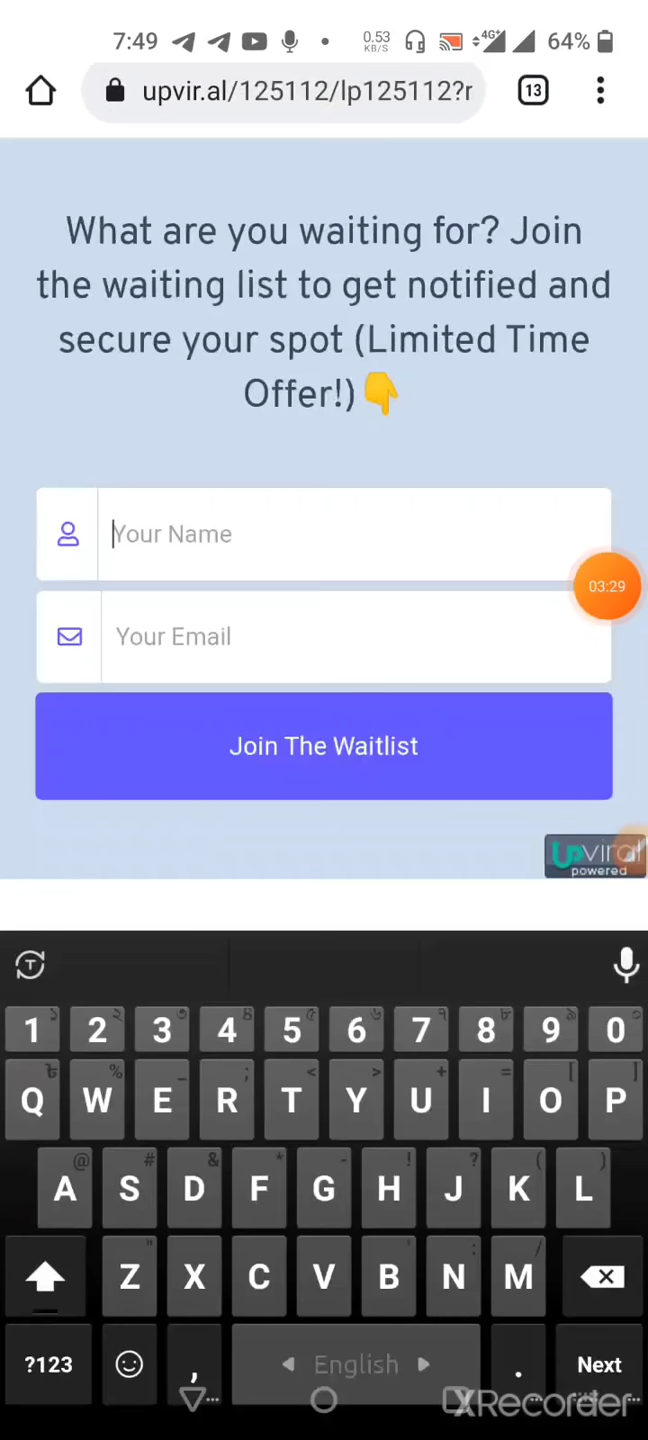 7:49 0.53 KB/S 4G+ 64%
upvir.al/125112/lp125112?r 13
What are you waiting for? Join
the waiting list to get notified and
secure your spot (Limited Time
Offer!)👇
Your Name
03:29
Your Email
Join The Waitlist
Upviral
powered
1 2 3 4 5 6 7 8 9 0
Q W E R T Y U I O P
A S D F G H J K L
Z X C V B N M
?123 , English . Next
XRecorder